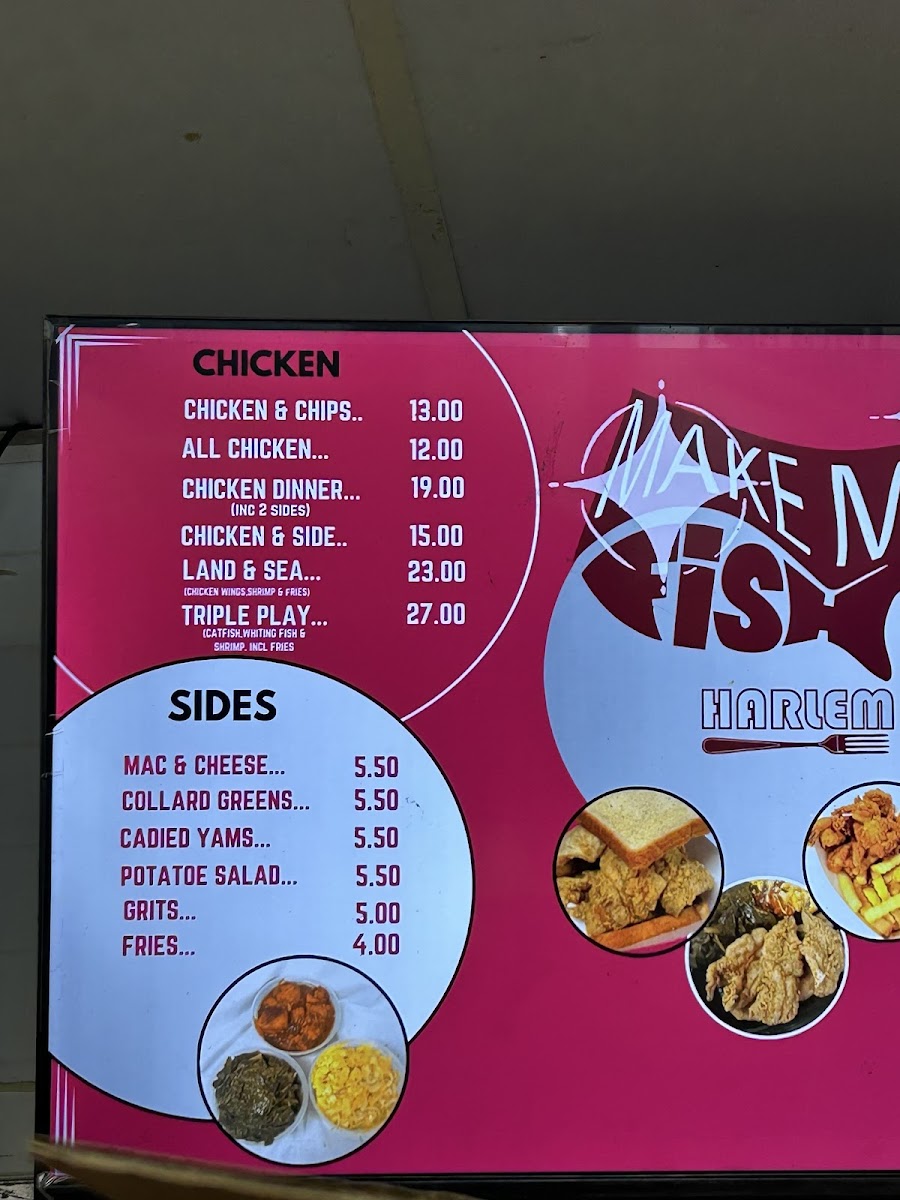 CHICKEN
CHICKEN & CHIPS.. 13.00
ALL CHICKEN... 12.00
CHICKEN DINNER... 19.00
(INC 2 SIDES)
CHICKEN & SIDE.. 15.00
LAND & SEA... 23.00
(CHICKEN WINGS,SHRIMP & FRIES)
TRIPLE PLAY... 27.00
(CATFISH,WHITING FISH &
SHRIMP. INCL FRIES
SIDES
MAC & CHEESE... 5.50
COLLARD GREENS... 5.50
CADIED YAMS... 5.50
POTATOE SALAD... 5.50
GRITS... 5.00
FRIES... 4.00
MAKE M
FISH
HARLEM